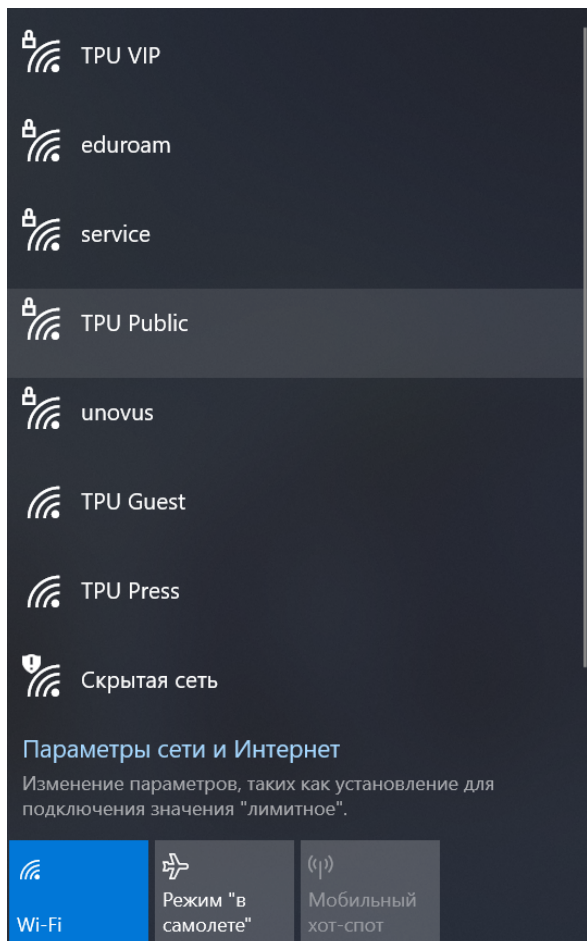 TPU VIP
eduroam
service
TPU Public
unovus
TPU Guest
TPU Press
Скрытая сеть
Параметры сети и Интернет
Изменение параметров, таких как установление для
подключения значения "лимитное".
Wi-Fi
Режим "в
самолете"
Мобильный
хот-спот